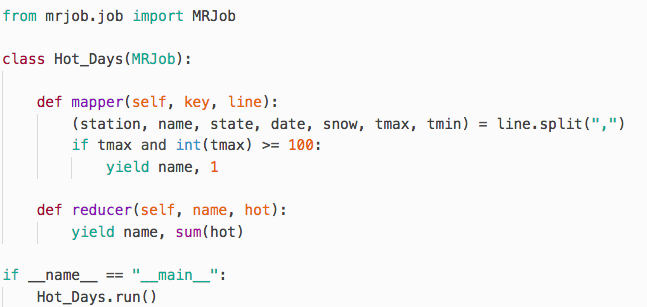 from mrjob.job import MRJob
class Hot_Days(MRJob):
def mapper(self, key, line):
(station, name, state, date, snow, tmax, tmin) = line.split(",")
if tmax and int(tmax) >= 100:
yield name, 1
def reducer(self, name, hot):
yield name, sum(hot)
if __name__ == "__main__":
Hot_Days.run()